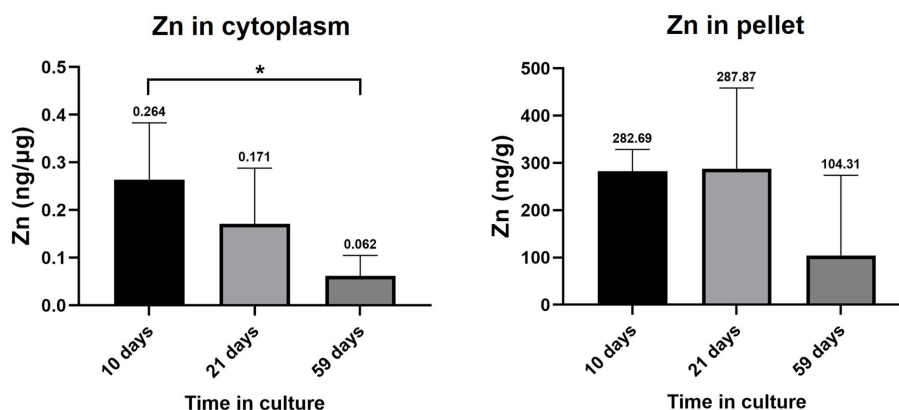 Zn in cytoplasm
Zn (ng/µg)
0.5
0.4
0.3
0.2
0.1
0.0
*
0.264
0.171
0.062
10 days
21 days
59 days
Time in culture
Zn in pellet
Zn (ng/g)
500
400
300
200
100
0
282.69
287.87
104.31
10 days
21 days
59 days
Time in culture